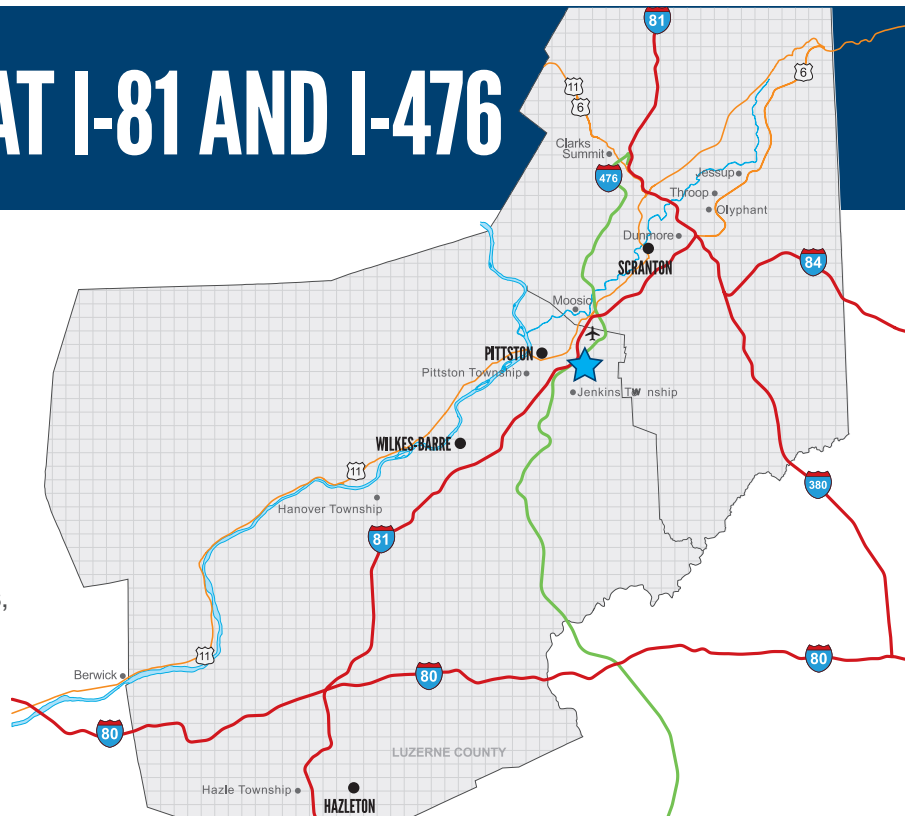 AT I-81 AND I-476
81
11
6
6
Clarks
Summit
476
Jessup
Throop
Olyphant
Dunmore
SCRANTON
84
Moosic
PITTSTON
Pittston Township
Jenkins nship
WILKES-BARRE
11
380
Hanover Township
81
11
80
Berwick
80
80
LUZERNE COUNTY
Hazle Township
HAZLETON